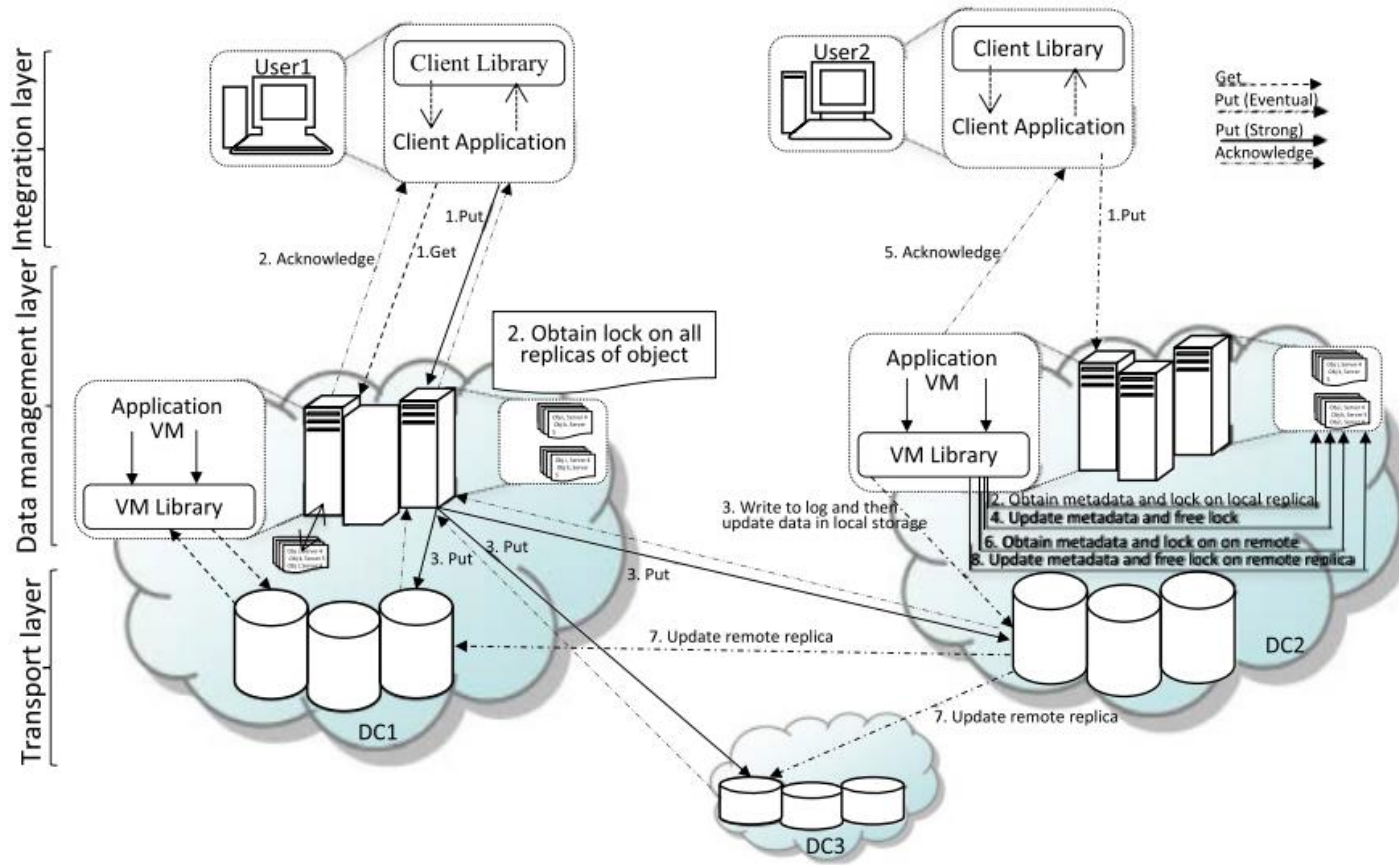 Integration layer
Data management layer
Transport layer
User1
Client Library
Client Application
User2
Client Library
Client Application
Get
Put (Eventual)
Put (Strong)
Acknowledge
1.Put
1.Get
2. Acknowledge
1.Put
5. Acknowledge
2. Obtain lock on all
replicas of object
Application
VM
VM Library
Application
VM
VM Library
3. Write to log and then
update data in local storage
2. Obtain metadata and lock on local replica
4. Update metadata and free lock
6. Obtain metadata and lock on on remote
8. Update metadata and free lock on remote replica
3. Put
3. Put
3. Put
7. Update remote replica
7. Update remote replica
DC1
DC2
DC3